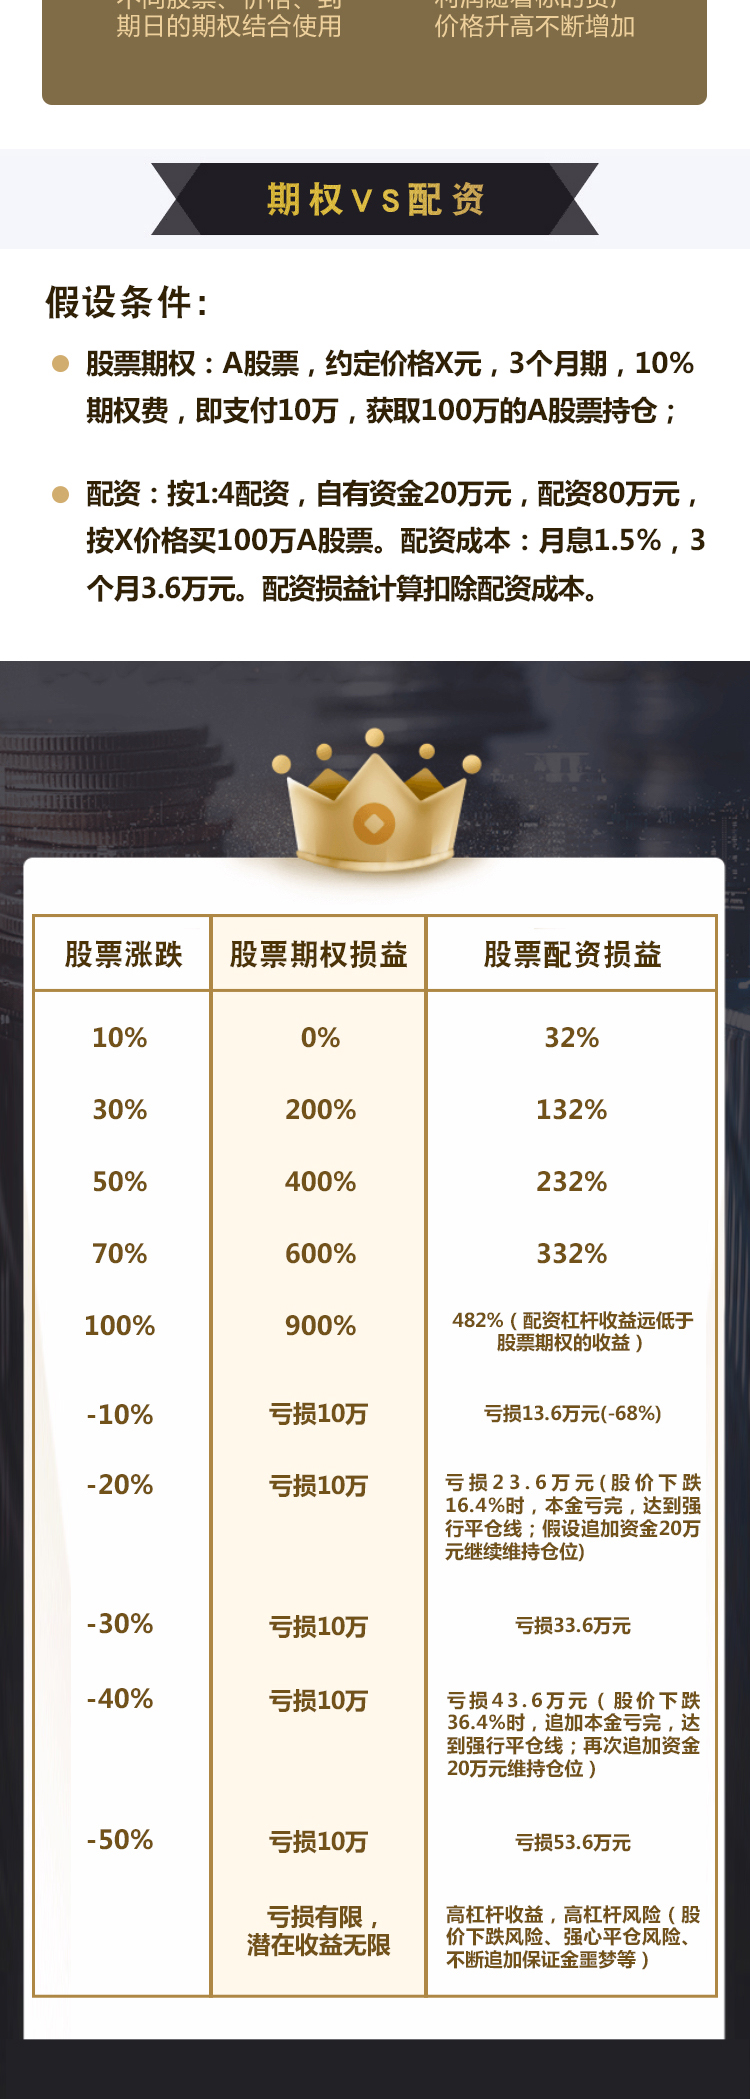 不同股票、价格、到
利润随着标的资产
期日的期权结合使用
价格升高不断增加
期权VS配资
假设条件：
股票期权：A股票，约定价格X元，3个月期，10%
期权费，即支付10万，获取100万的A股票持仓；
配资：按1:4配资，自有资金20万元，配资80万元，
按X价格买100万A股票。配资成本：月息1.5%，3
个月3.6万元。配资损益计算扣除配资成本。
股票涨跌 股票期权损益 股票配资损益
10% 0% 32%
30% 200% 132%
50% 400% 232%
70% 600% 332%
100% 900% 482%（配资杠杆收益远低于
股票期权的收益）
-10% 亏损10万 亏损13.6万元(-68%)
-20% 亏损10万 亏损23.6万元(股价下跌
16.4%时，本金亏完，达到强
行平仓线；假设追加资金20万
元继续维持仓位)
-30% 亏损10万 亏损33.6万元
-40% 亏损10万 亏损43.6万元（股价下跌
36.4%时，追加本金亏完，达
到强行平仓线；再次追加资金
20万元维持仓位）
-50% 亏损10万 亏损53.6万元
亏损有限，
潜在收益无限
高杠杆收益，高杠杆风险（股
价下跌风险、强心平仓风险、
不断追加保证金噩梦等）